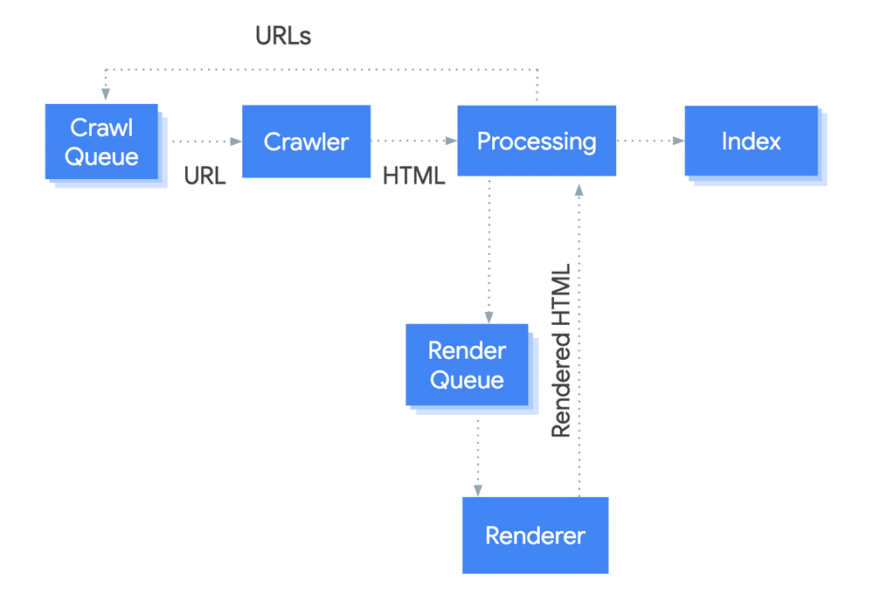 URLs
Crawl
Queue
URL
Crawler
HTML
Processing
Index
Render
Queue
Rendered HTML
Renderer